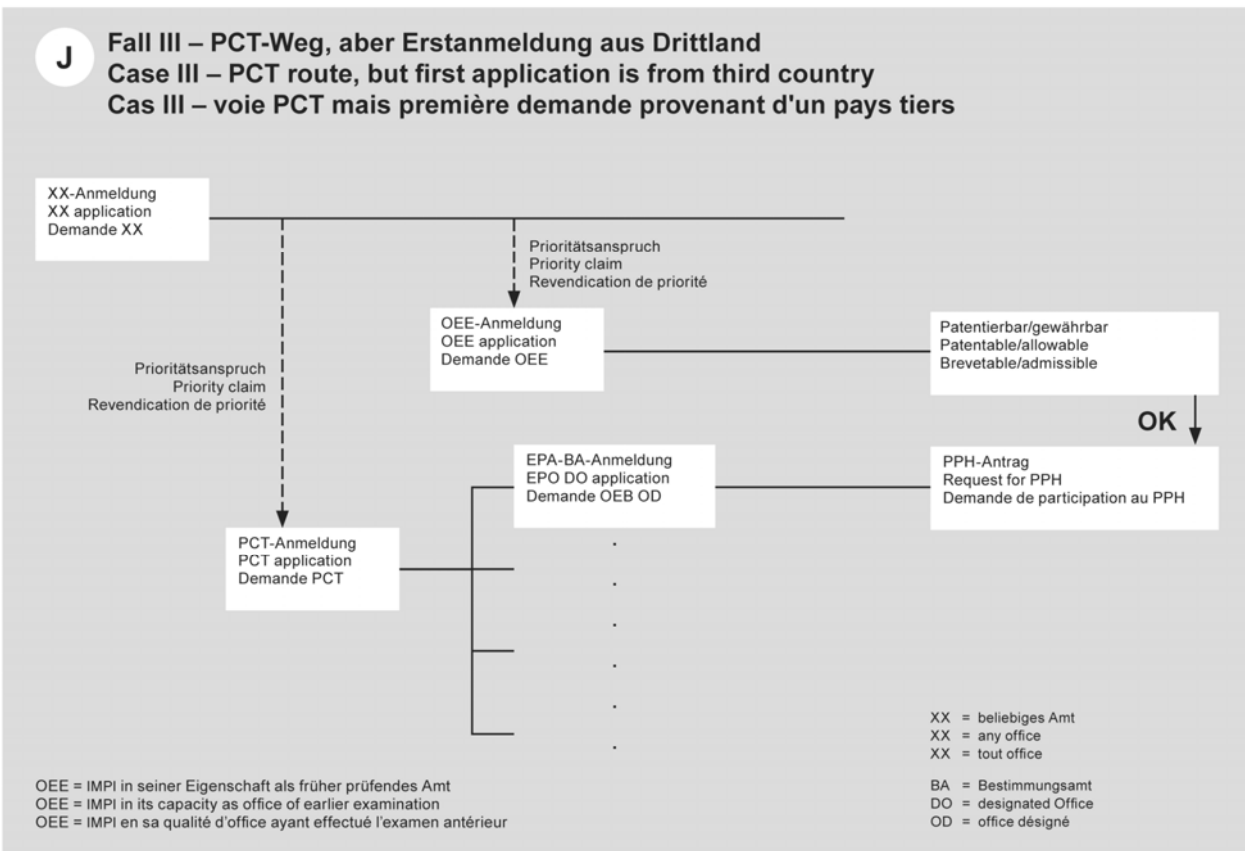 J
Fall III – PCT-Weg, aber Erstanmeldung aus Drittland
Case III – PCT route, but first application is from third country
Cas III – voie PCT mais première demande provenant d'un pays tiers
XX-Anmeldung
XX application
Demande XX
Prioritätsanspruch
Priority claim
Revendication de priorité
OEE-Anmeldung
OEE application
Demande OEE
Patentierbar/gewährbar
Patentable/allowable
Brevetable/admissible
Prioritätsanspruch
Priority claim
Revendication de priorité
OK
EPA-BA-Anmeldung
EPO DO application
Demande OEB OD
PPH-Antrag
Request for PPH
Demande de participation au PPH
PCT-Anmeldung
PCT application
Demande PCT
XX = beliebiges Amt
XX = any office
XX = tout office
BA = Bestimmungsamt
DO = designated Office
OD = office désigné
OEE = IMPI in seiner Eigenschaft als früher prüfendes Amt
OEE = IMPI in its capacity as office of earlier examination
OEE = IMPI en sa qualité d'office ayant effectué l'examen antérieur